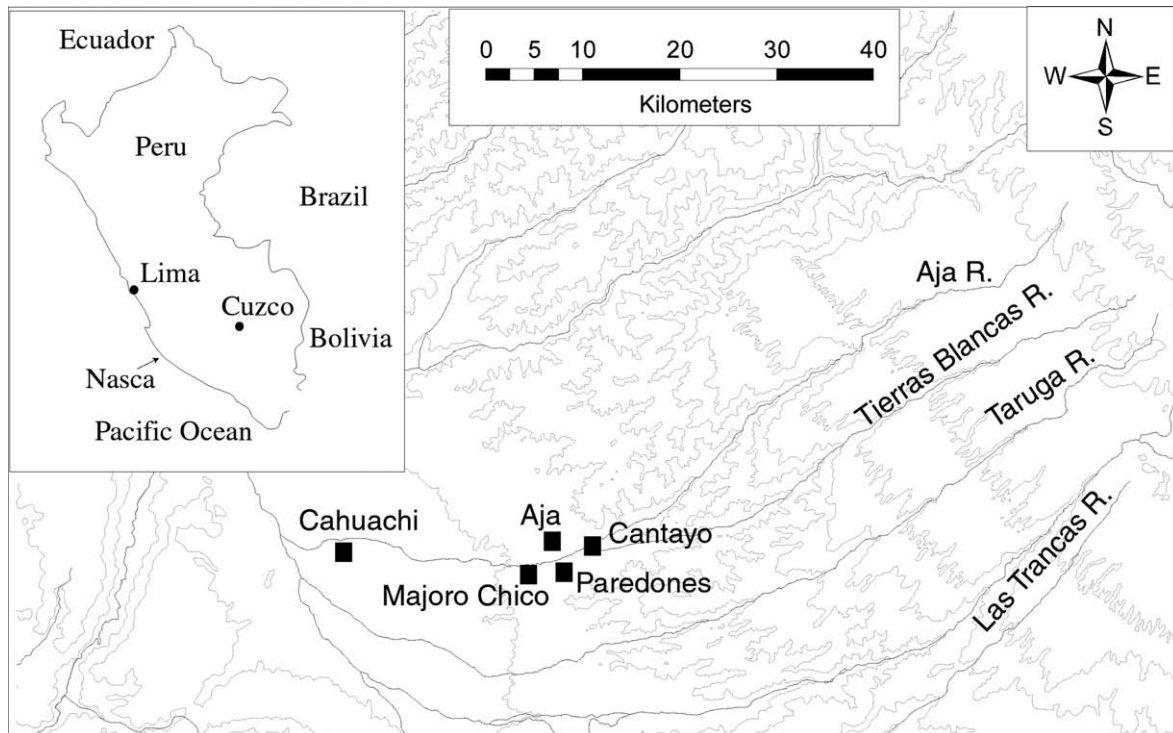 Ecuador
Peru
Brazil
Lima
Cuzco
Bolivia
Nasca
Pacific Ocean
0 5 10 20 30 40
Kilometers
N
W E
S
Aja R.
Tierras Blancas R.
Taruga R.
Las Trancas R.
Cahuachi
Aja
Cantayo
Majoro Chico
Paredones